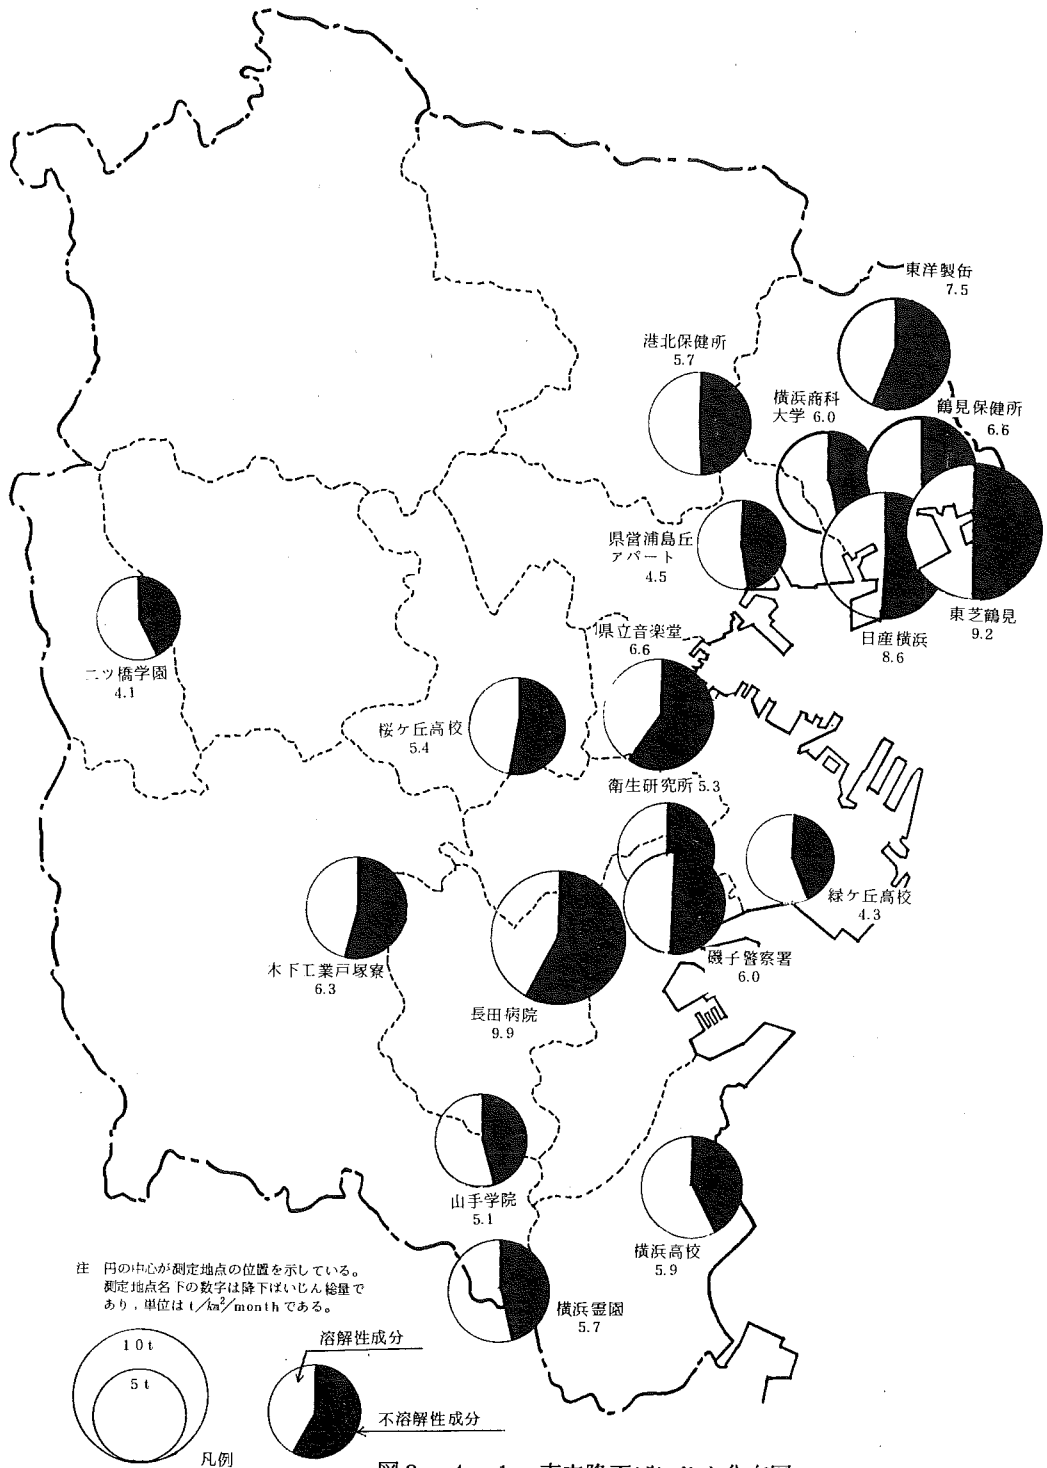 東洋製缶
7.5
港北保健所
5.7
横浜商科
大学 6.0
鶴見保健所
6.6
県営浦島丘
アパート
4.5
東芝鶴見
9.2
日産横浜
8.6
県立音楽堂
6.6
二ツ橋学園
4.1
桜ケ丘高校
5.4
衛生研究所 5.3
緑ケ丘高校
4.3
磯子警察署
6.0
木下工業戸塚寮
6.3
長田病院
9.9
山手学院
5.1
横浜高校
5.9
横浜霊園
5.7
注 円の中心が測定地点の位置を示している。
測定地点名下の数字は降下ばいじん総量で
あり,単位は t/km²/month である。
10t
5t
溶解性成分
不溶解性成分
凡例